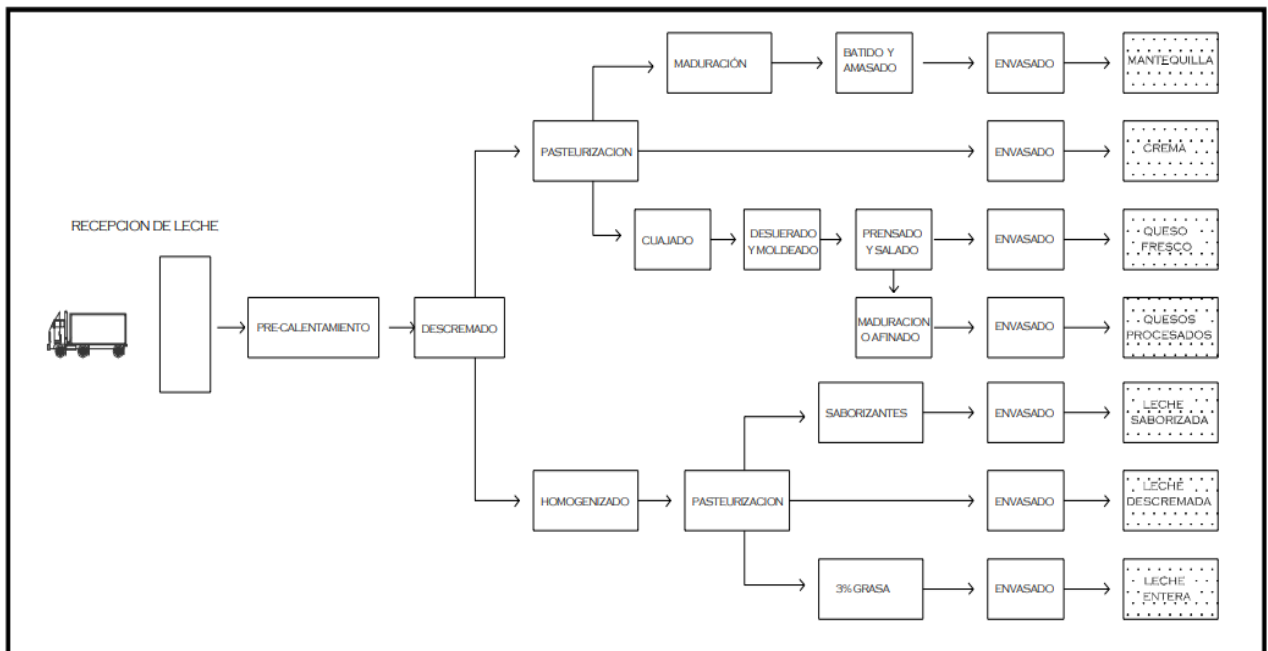 MADURACIÓN
BATIDO Y
AMASADO
ENVASADO
MANTEQUILLA
PASTEURIZACION
ENVASADO
CREMA
RECEPCION DE LECHE
CUAJADO
DESUERADO
Y MOLDEADO
PRENSADO
Y SALADO
ENVASADO
QUESO
FRESCO
PRE-CALENTAMIENTO
DESCREMADO
MADURACION
O AFINADO
ENVASADO
QUESOS
PROCESADOS
SABORIZANTES
ENVASADO
LECHE
SABORIZADA
HOMOGENIZADO
PASTEURIZACION
ENVASADO
LECHE
DESCREMADA
3% GRASA
ENVASADO
LECHE
ENTERA